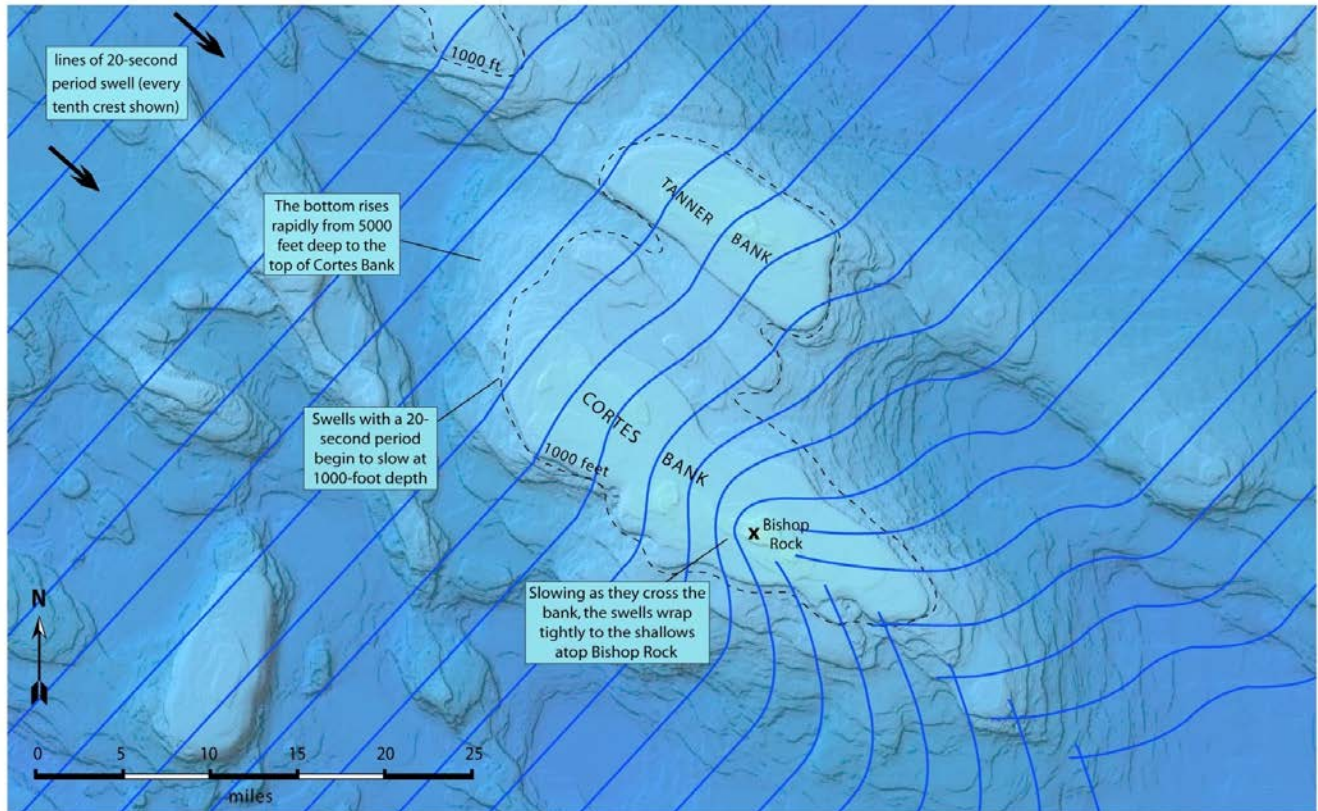 lines of 20-second
period swell (every
tenth crest shown)
1000 ft
TANNER BANK
The bottom rises
rapidly from 5000
feet deep to the
top of Cortes Bank
Swells with a 20-
second period
begin to slow at
1000-foot depth
CORTES BANK
1000 feet
x Bishop
Rock
Slowing as they cross the
bank, the swells wrap
tightly to the shallows
atop Bishop Rock
N
0 5 10 15 20 25
miles